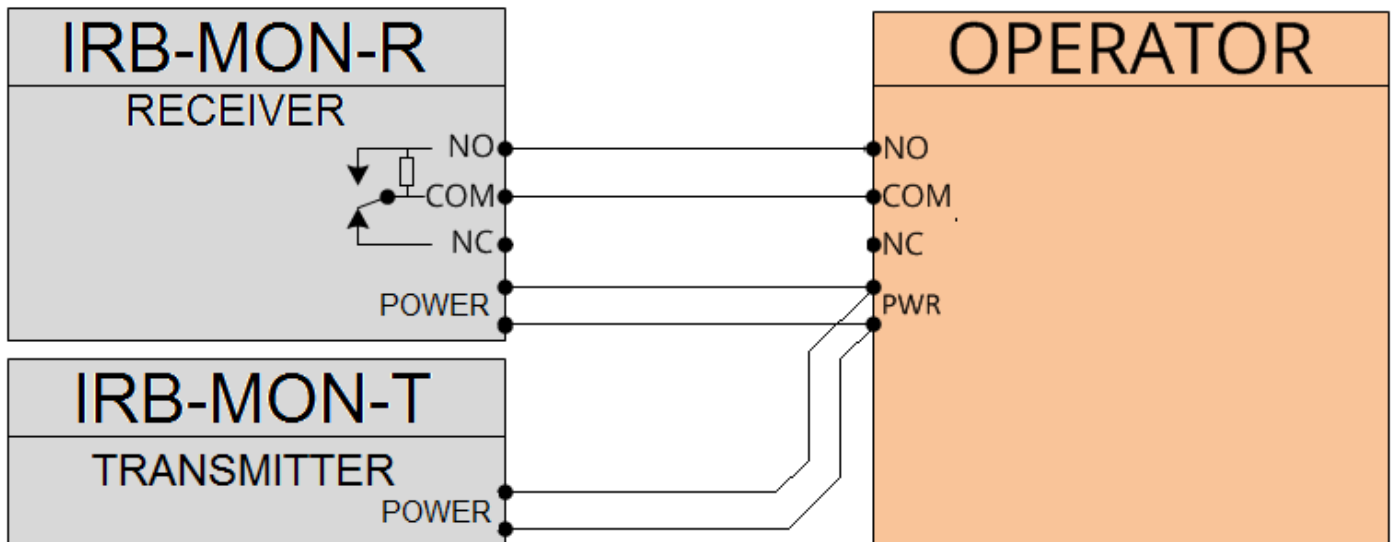 IRB-MON-R
RECEIVER
NO
COM
NC
POWER
IRB-MON-T
TRANSMITTER
POWER
OPERATOR
NO
COM
NC
PWR